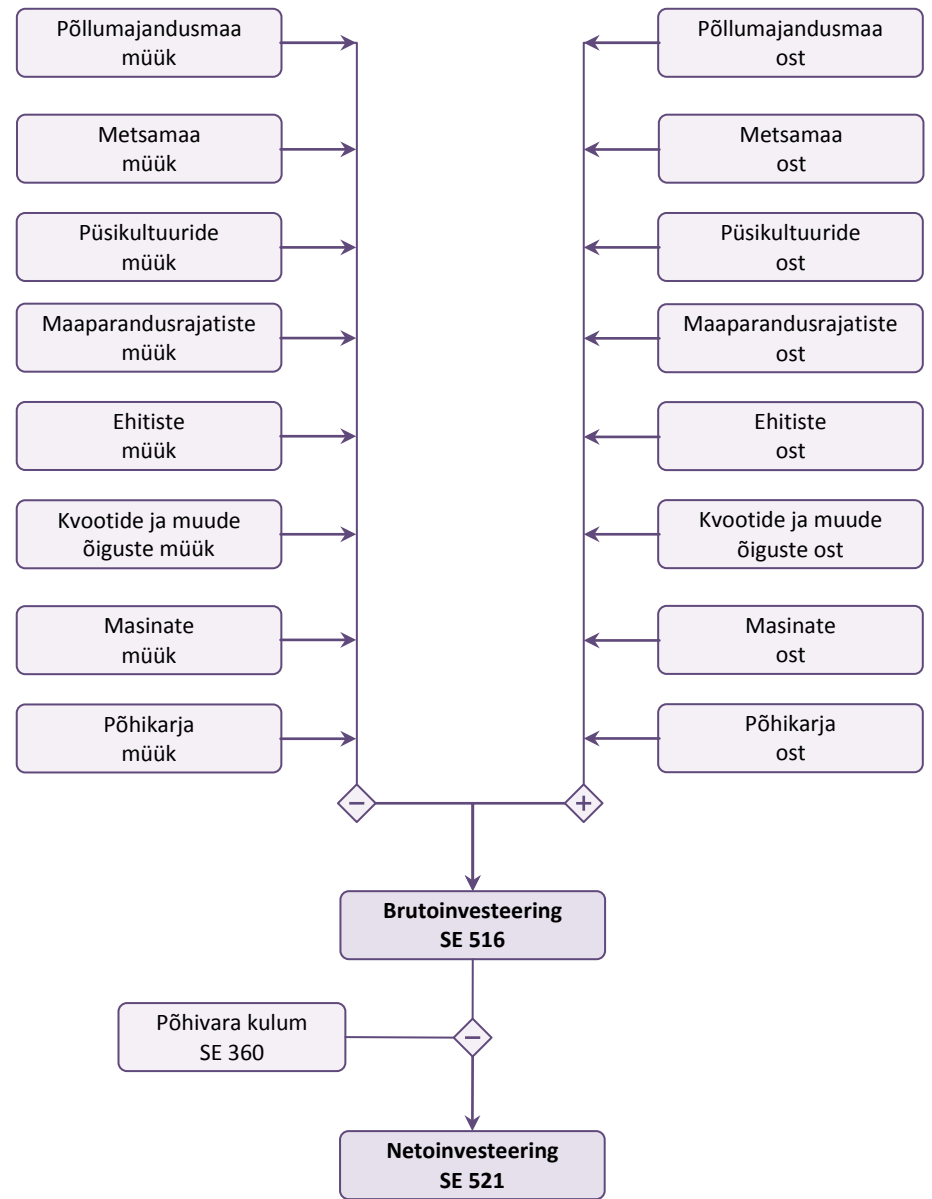 Põllumajandusmaa
müük
Põllumajandusmaa
ost
Metsamaa
müük
Metsamaa
ost
Püsikultuuride
müük
Püsikultuuride
ost
Maaparandusrajatiste
müük
Maaparandusrajatiste
ost
Ehitiste
müük
Ehitiste
ost
Kvootide ja muude
õiguste müük
Kvootide ja muude
õiguste ost
Masinate
müük
Masinate
ost
Põhikarja
müük
Põhikarja
ost
− +
Brutoinvesteering
SE 516
Põhivara kulum
SE 360
−
Netoinvesteering
SE 521